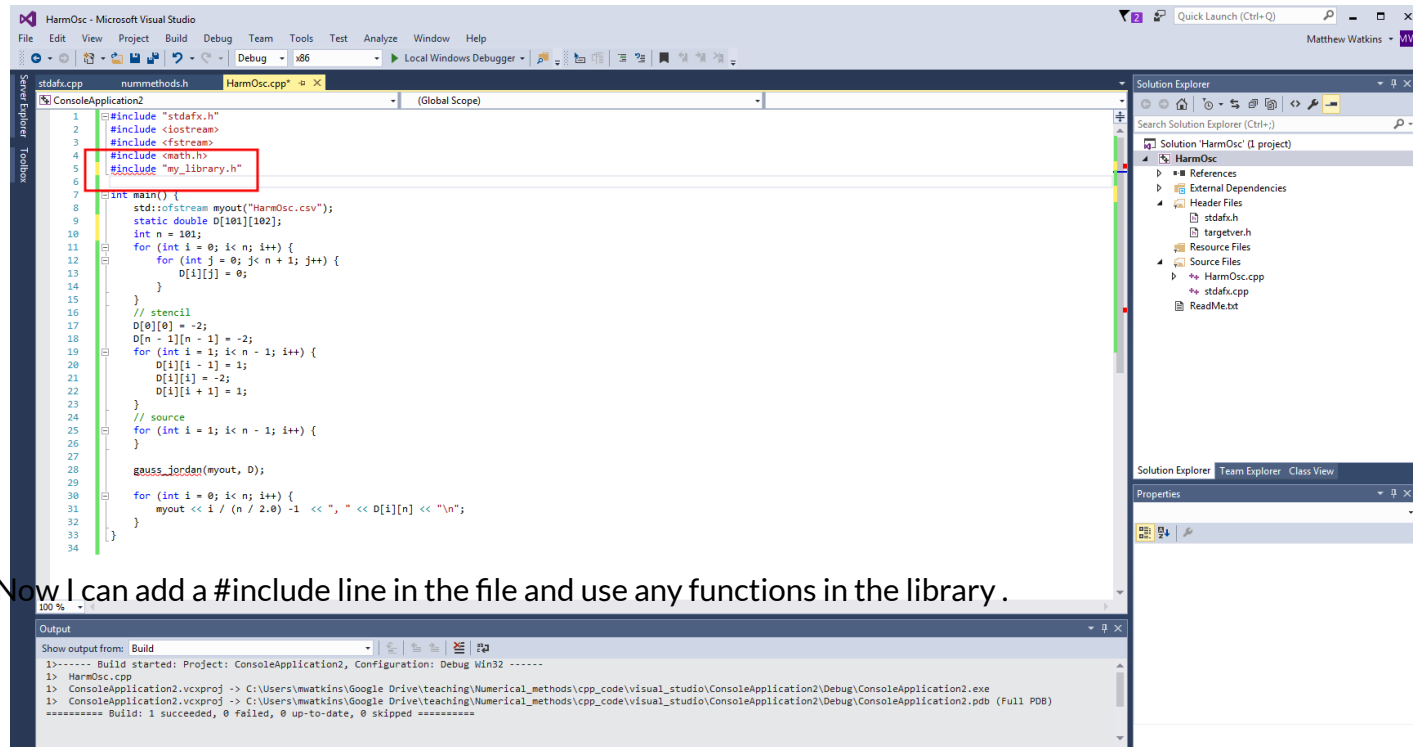 HarmOsc - Microsoft Visual Studio
2
Quick Launch (Ctrl+Q)
File Edit View Project Build Debug Team Tools Test Analyze Window Help
Matthew Watkins
Debug x86 Local Windows Debugger
Server Explorer
Toolbox
stdafx.cpp nummethods.h HarmOsc.cpp*
ConsoleApplication2 (Global Scope)
1 #include "stdafx.h"
2 #include <iostream>
3 #include <fstream>
4 #include <math.h>
5 #include "my_library.h"
6
7 int main() {
8 std::ofstream myout("HarmOsc.csv");
9 static double D[101][102];
10 int n = 101;
11 for (int i = 0; i< n; i++) {
12 for (int j = 0; j< n + 1; j++) {
13 D[i][j] = 0;
14 }
15 }
16 // stencil
17 D[0][0] = -2;
18 D[n - 1][n - 1] = -2;
19 for (int i = 1; i< n - 1; i++) {
20 D[i][i - 1] = 1;
21 D[i][i] = -2;
22 D[i][i + 1] = 1;
23 }
24 // source
25 for (int i = 1; i< n - 1; i++) {
26 }
27
28 gauss_jordan(myout, D);
29
30 for (int i = 0; i< n; i++) {
31 myout << i / (n / 2.0) -1 << ", " << D[i][n] << "\n";
32 }
33 }
34
Now I can add a #include line in the file and use any functions in the library .
100 %
Output
Show output from: Build
1>------ Build started: Project: ConsoleApplication2, Configuration: Debug Win32 ------
1> HarmOsc.cpp
1> ConsoleApplication2.vcxproj -> C:\Users\mwatkins\Google Drive\teaching\Numerical_methods\cpp_code\visual_studio\ConsoleApplication2\Debug\ConsoleApplication2.exe
1> ConsoleApplication2.vcxproj -> C:\Users\mwatkins\Google Drive\teaching\Numerical_methods\cpp_code\visual_studio\ConsoleApplication2\Debug\ConsoleApplication2.pdb (Full PDB)
========== Build: 1 succeeded, 0 failed, 0 up-to-date, 0 skipped ==========
Solution Explorer
Search Solution Explorer (Ctrl+;)
Solution 'HarmOsc' (1 project)
HarmOsc
References
External Dependencies
Header Files
stdafx.h
targetver.h
Resource Files
Source Files
HarmOsc.cpp
stdafx.cpp
ReadMe.txt
Solution Explorer Team Explorer Class View
Properties